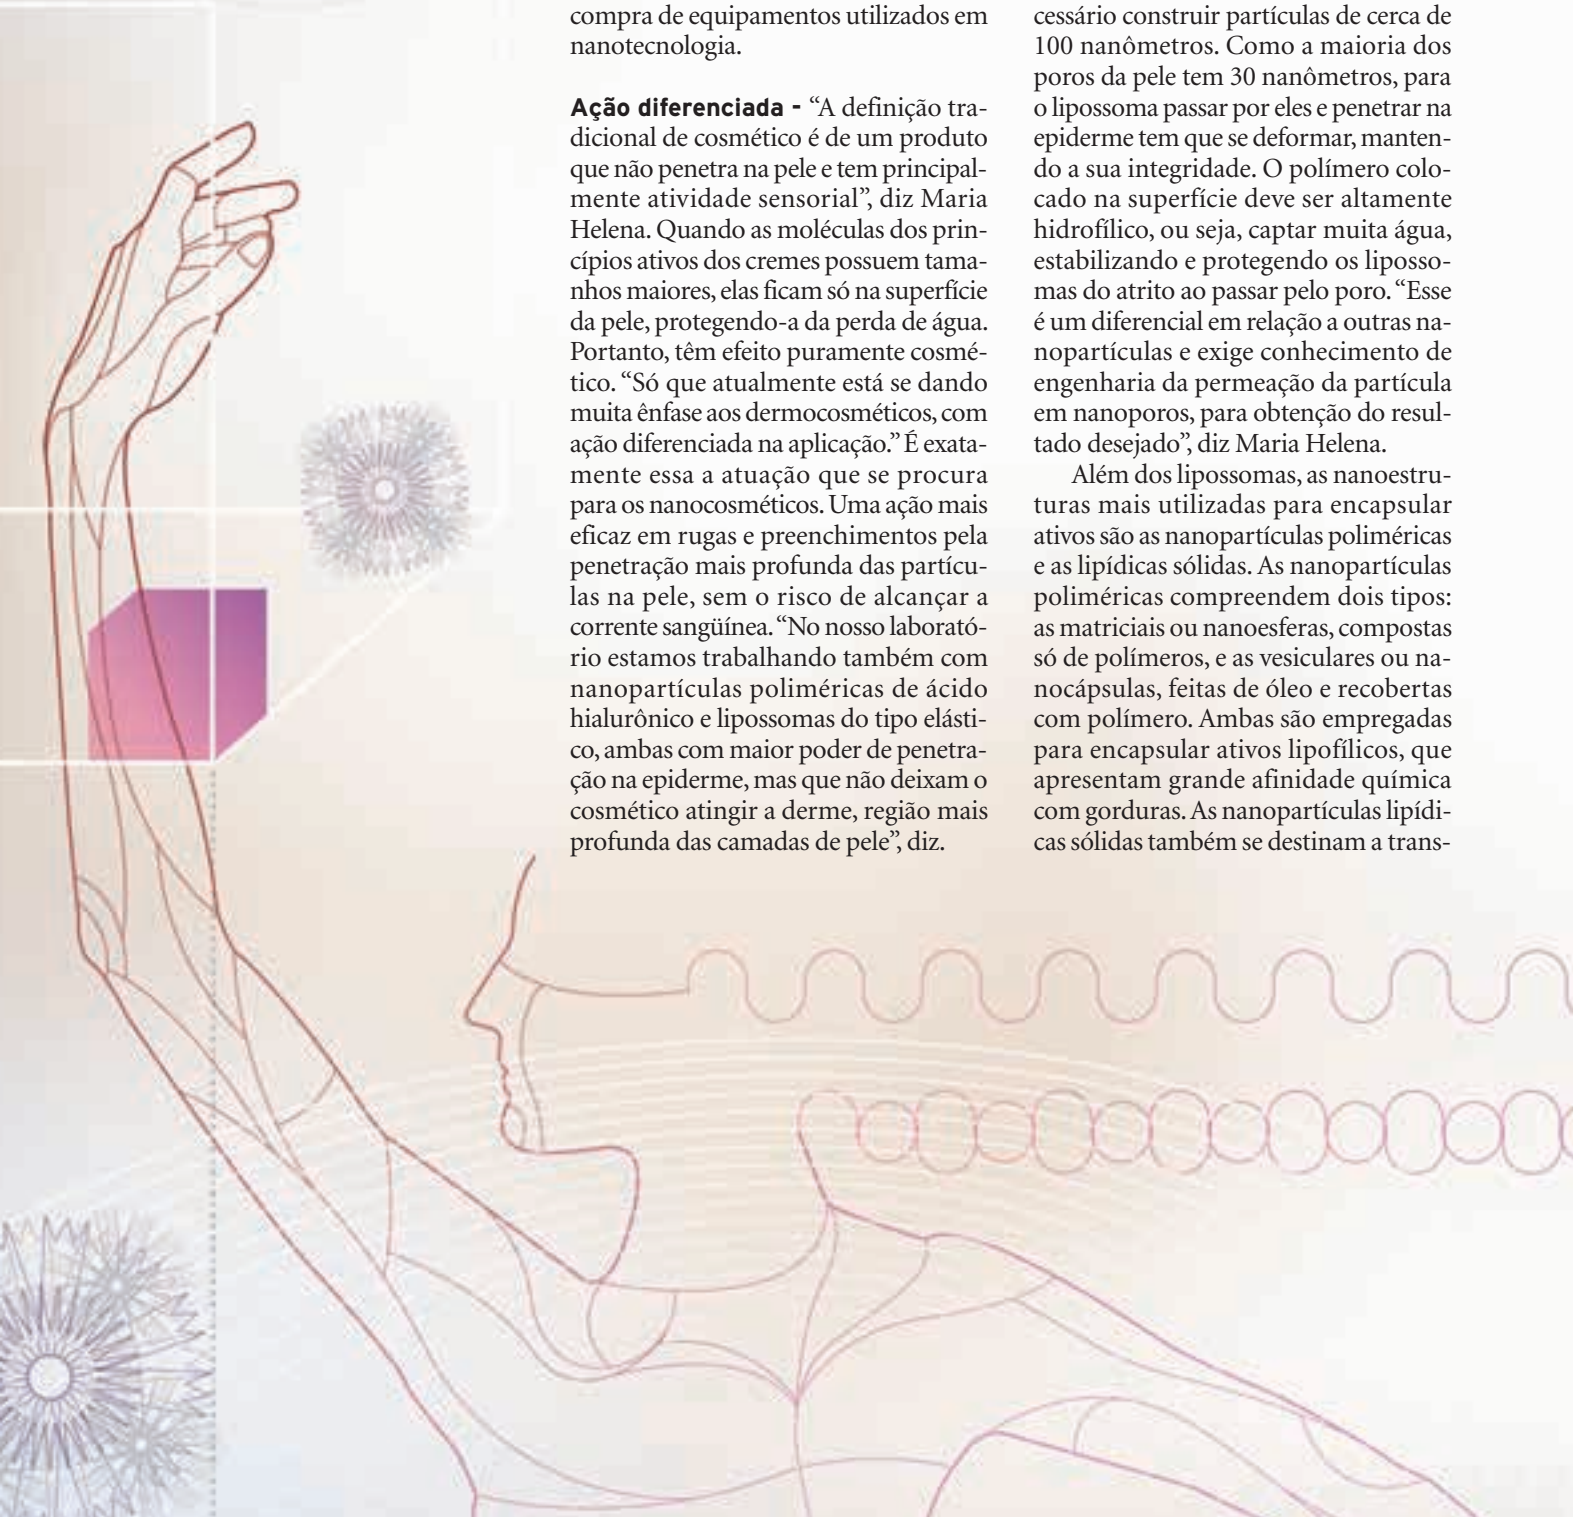 compra de equipamentos utilizados em
nanotecnologia.
Ação diferenciada - “A definição tra-
dicional de cosmético é de um produto
que não penetra na pele e tem principal-
mente atividade sensorial”, diz Maria
Helena. Quando as moléculas dos prin-
cípios ativos dos cremes possuem tama-
nhos maiores, elas ficam só na superfície
da pele, protegendo-a da perda de água.
Portanto, têm efeito puramente cosmé-
tico. “Só que atualmente está se dando
muita ênfase aos dermocosméticos, com
ação diferenciada na aplicação.” É exata-
mente essa a atuação que se procura
para os nanocosméticos. Uma ação mais
eficaz em rugas e preenchimentos pela
penetração mais profunda das partícu-
las na pele, sem o risco de alcançar a
corrente sangüínea. “No nosso laborató-
rio estamos trabalhando também com
nanopartículas poliméricas de ácido
hialurônico e lipossomas do tipo elásti-
co, ambas com maior poder de penetra-
ção na epiderme, mas que não deixam o
cosmético atingir a derme, região mais
profunda das camadas de pele”, diz.
cessário construir partículas de cerca de
100 nanômetros. Como a maioria dos
poros da pele tem 30 nanômetros, para
o lipossoma passar por eles e penetrar na
epiderme tem que se deformar, manten-
do a sua integridade. O polímero colo-
cado na superfície deve ser altamente
hidrofílico, ou seja, captar muita água,
estabilizando e protegendo os liposso-
mas do atrito ao passar pelo poro. “Esse
é um diferencial em relação a outras na-
nopartículas e exige conhecimento de
engenharia da permeação da partícula
em nanoporos, para obtenção do resul-
tado desejado”, diz Maria Helena.
Além dos lipossomas, as nanoestru-
turas mais utilizadas para encapsular
ativos são as nanopartículas poliméricas
e as lipídicas sólidas. As nanopartículas
poliméricas compreendem dois tipos:
as matriciais ou nanoesferas, compostas
só de polímeros, e as vesiculares ou na-
nocápsulas, feitas de óleo e recobertas
com polímero. Ambas são empregadas
para encapsular ativos lipofílicos, que
apresentam grande afinidade química
com gorduras. As nanopartículas lipídi-
cas sólidas também se destinam a trans-